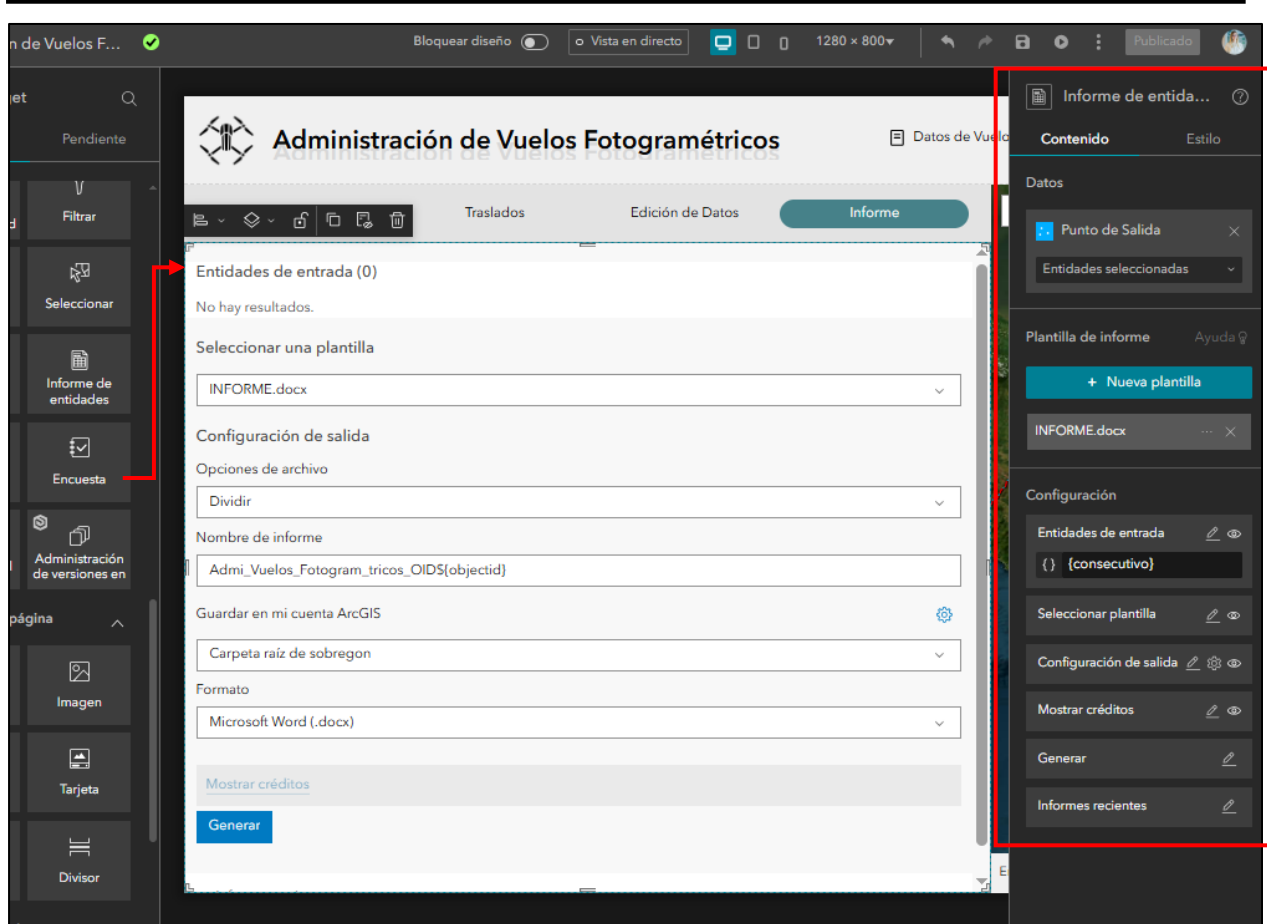 n de Vuelos F...
Bloquear diseño
Vista en directo
1280 × 800
Publicado
get
Pendiente
Filtrar
Seleccionar
Informe de
entidades
Encuesta
Administración
de versiones en
página
Imagen
Tarjeta
Divisor
Administración de Vuelos Fotogramétricos
Datos de Vuelo
Traslados
Edición de Datos
Informe
Entidades de entrada (0)
No hay resultados.
Seleccionar una plantilla
INFORME.docx
Configuración de salida
Opciones de archivo
Dividir
Nombre de informe
Admi_Vuelos_Fotogram_tricos_OID${objectid}
Guardar en mi cuenta ArcGIS
Carpeta raíz de sobregon
Formato
Microsoft Word (.docx)
Mostrar créditos
Generar
Informe de entida...
Contenido
Estilo
Datos
Punto de Salida
Entidades seleccionadas
Plantilla de informe
Ayuda
+ Nueva plantilla
INFORME.docx
Configuración
Entidades de entrada
{} {consecutivo}
Seleccionar plantilla
Configuración de salida
Mostrar créditos
Generar
Informes recientes